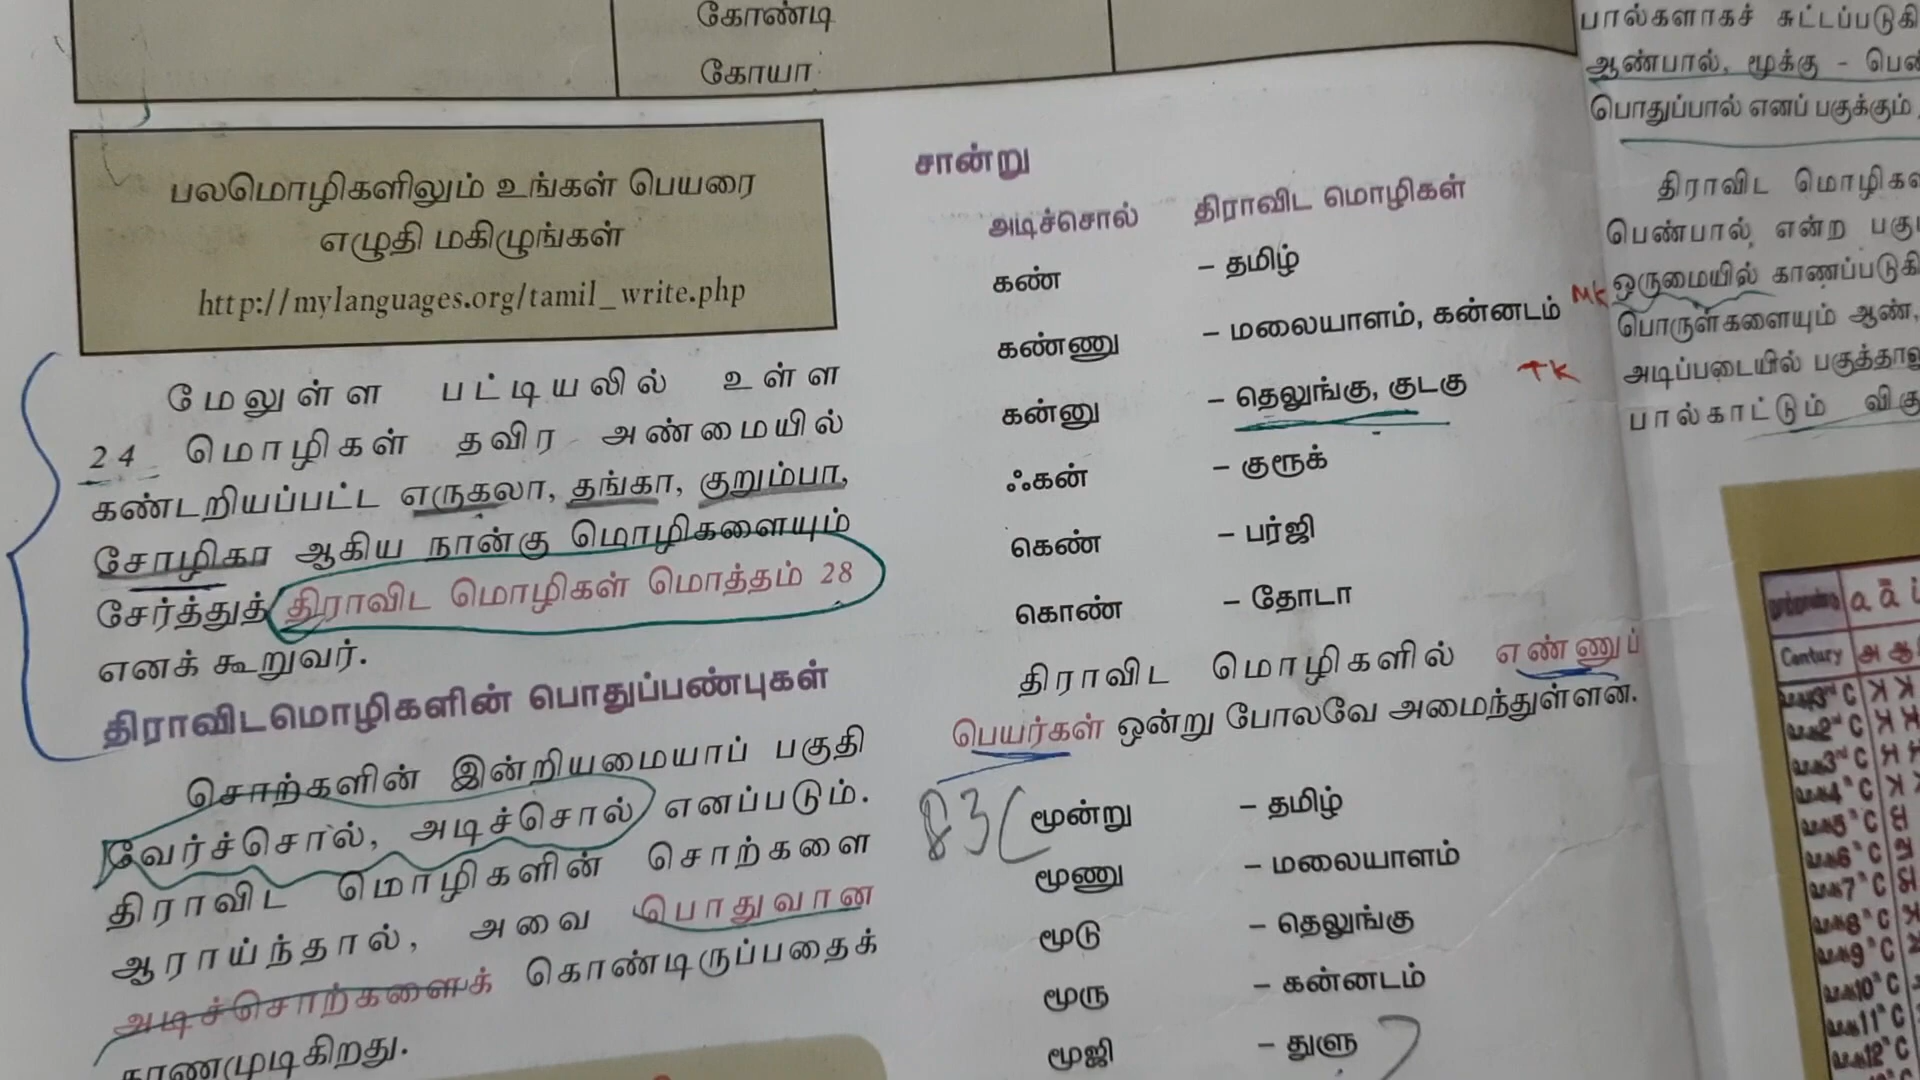 கோண்டி
கோயா
பலமொழிகளிலும் உங்கள் பெயரை
எழுதி மகிழுங்கள்
http://mylanguages.org/tamil_write.php
மேலுள்ள பட்டியலில் உள்ள
24 மொழிகள் தவிர அண்மையில்
கண்டறியப்பட்ட எருகலா, தங்கா, குறும்பா,
சோழிகா ஆகிய நான்கு மொழிகளையும்
சேர்த்துத் திராவிட மொழிகள் மொத்தம் 28
எனக் கூறுவர்.
திராவிடமொழிகளின் பொதுப்பண்புகள்
சொற்களின் இன்றியமையாப் பகுதி
வேர்ச்சொல், அடிச்சொல் எனப்படும்.
திராவிட மொழிகளின் சொற்களை
ஆராய்ந்தால், அவை பொதுவான
அடிச்சொற்களைக் கொண்டிருப்பதைக்
காணமுடிகிறது.
சான்று
அடிச்சொல் திராவிட மொழிகள்
கண் – தமிழ்
கண்ணு – மலையாளம், கன்னடம் MK
கன்னு – தெலுங்கு, குடகு TK
ஃகன் – குரூக்
கெண் – பர்ஜி
கொண் – தோடா
திராவிட மொழிகளில் எண்ணுப்
பெயர்கள் ஒன்று போலவே அமைந்துள்ளன.
83 மூன்று – தமிழ்
மூணு – மலையாளம்
மூடு – தெலுங்கு
மூரு – கன்னடம்
மூஜி – துளு
பால்களாகச் சுட்டப்படுகி
ஆண்பால், மூக்கு – பெண்
பொதுப்பால் எனப் பகுக்கும்
திராவிட மொழிக
பெண்பால் என்ற பகு
ஒருமையில் காணப்படுகி
பொருள்களையும் ஆண்,
அடிப்படையில் பகுத்தாலு
பால்காட்டும் விகு
a ā i
Century அ ஆ